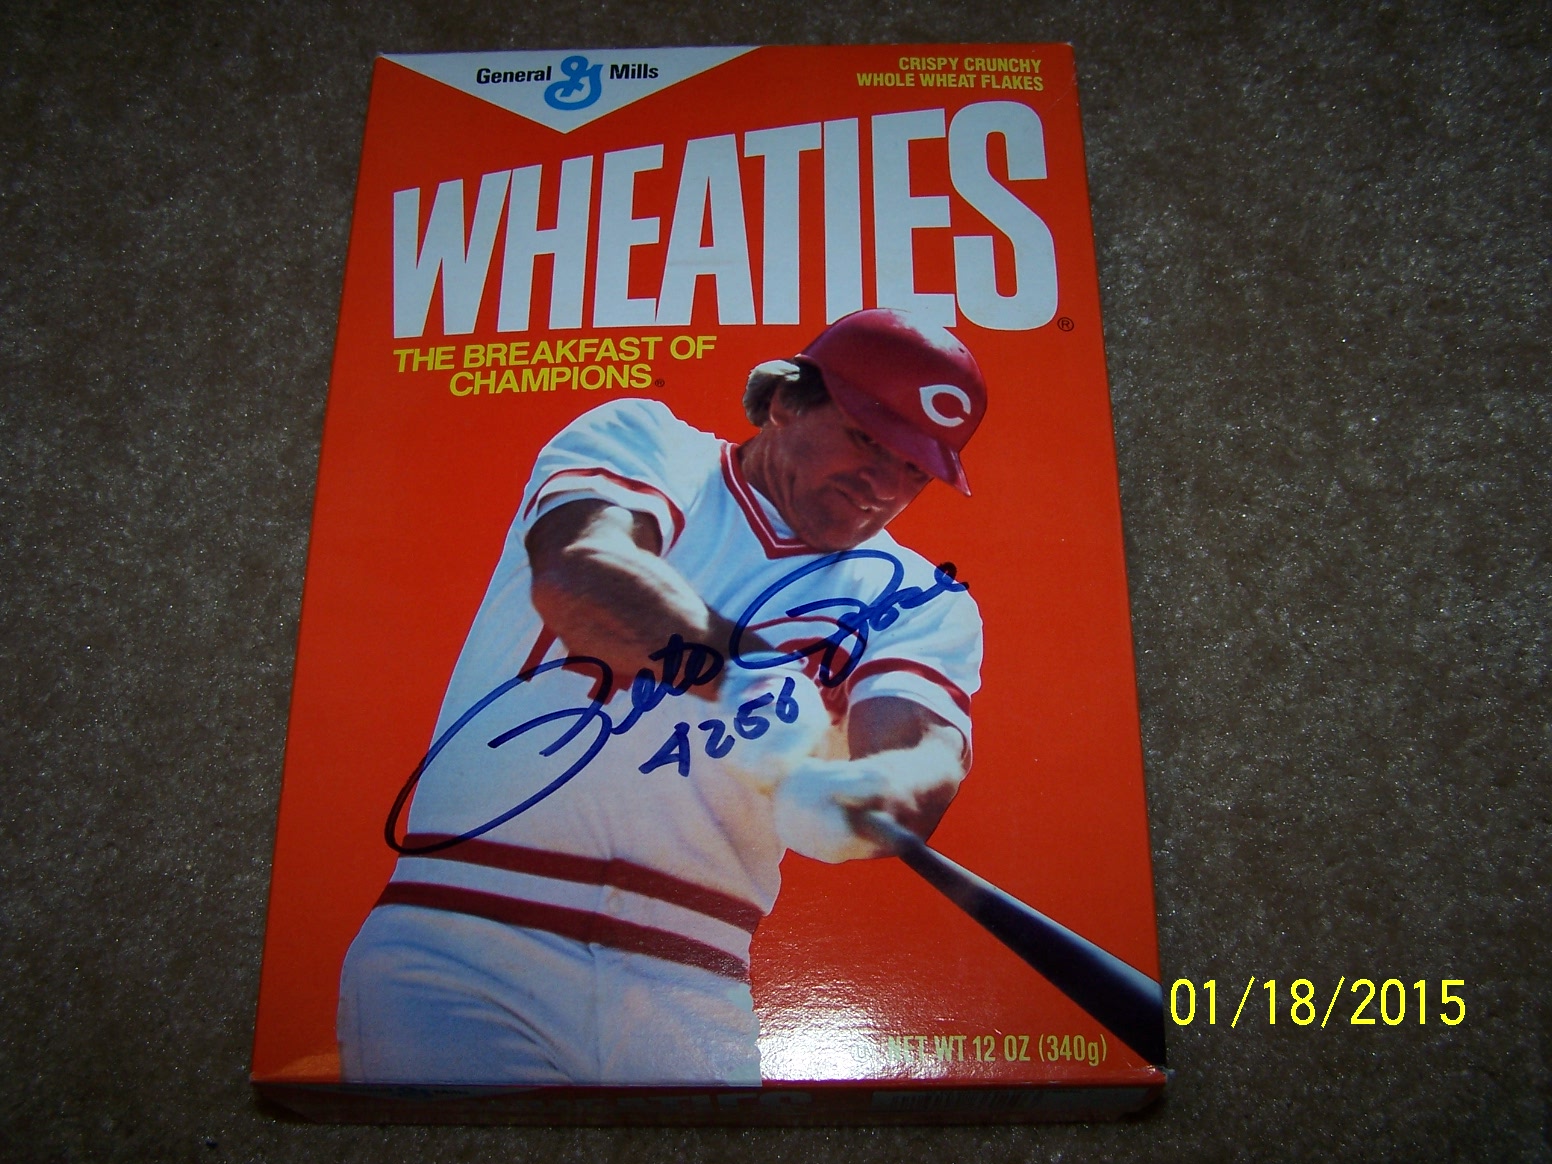 General Mills
CRISPY CRUNCHY
WHOLE WHEAT FLAKES
WHEATIES®
THE BREAKFAST OF
CHAMPIONS®
C
Pete Rose
4256
NET WT 12 OZ (340g)
01/18/2015